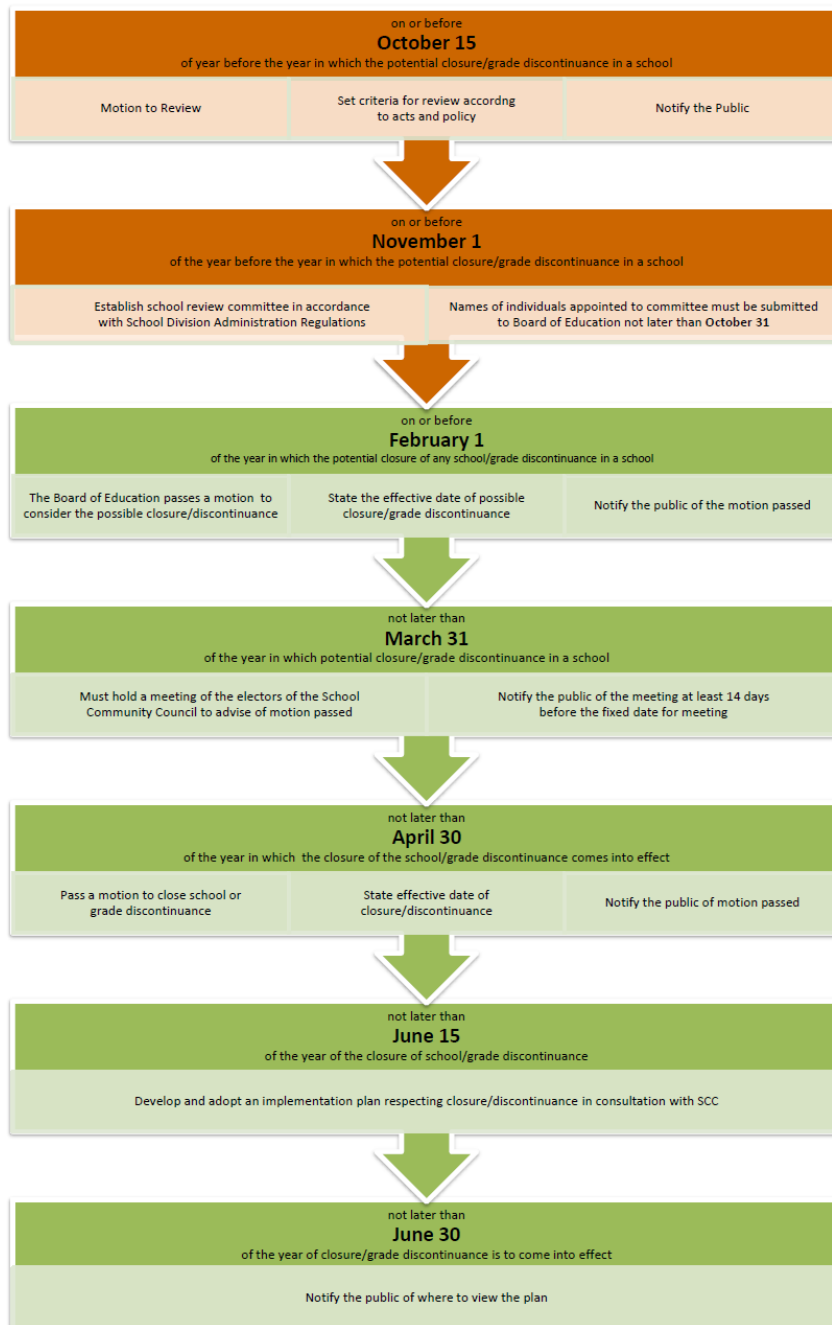 on or before
October 15
of year before the year in which the potential closure/grade discontinuance in a school
Motion to Review
Set criteria for review accordng
to acts and policy
Notify the Public
on or before
November 1
of the year before the year in which the potential closure/grade discontinuance in a school
Establish school review committee in accordance
with School Division Administration Regulations
Names of individuals appointed to committee must be submitted
to Board of Education not later than October 31
on or before
February 1
of the year in which the potential closure of any school/grade discontinuance in a school
The Board of Education passes a motion to
consider the possible closure/discontinuance
State the effective date of possible
closure/grade discontinuance
Notify the public of the motion passed
not later than
March 31
of the year in which potential closure/grade discontinuance in a school
Must hold a meeting of the electors of the School
Community Council to advise of motion passed
Notify the public of the meeting at least 14 days
before the fixed date for meeting
not later than
April 30
of the year in which the closure of the school/grade discontinuance comes into effect
Pass a motion to close school or
grade discontinuance
State effective date of
closure/discontinuance
Notify the public of motion passed
not later than
June 15
of the year of the closure of school/grade discontinuance
Develop and adopt an implementation plan respecting closure/discontinuance in consultation with SCC
not later than
June 30
of the year of closure/grade discontinuance is to come into effect
Notify the public of where to view the plan